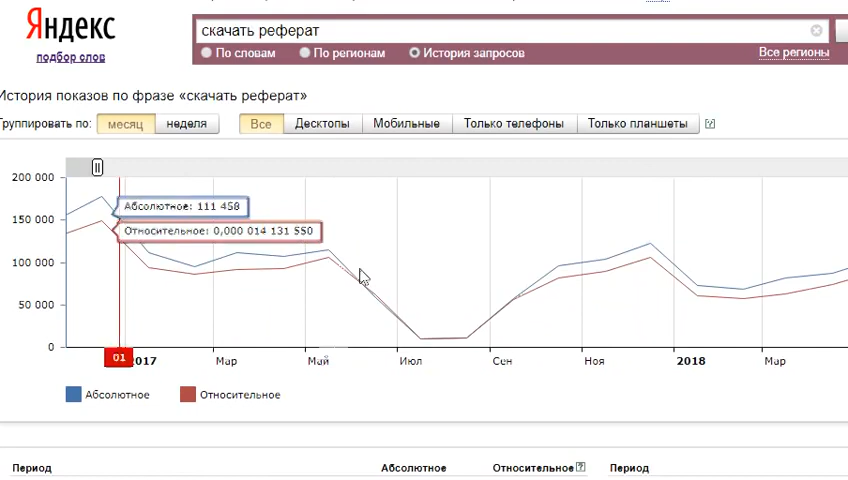 Яндекс
подбор слов
скачать реферат
По словам По регионам История запросов Все регионы
История показов по фразе «скачать реферат»
Группировать по: месяц неделя Все Десктопы Мобильные Только телефоны Только планшеты [?]
200 000
Абсолютное: 111 458
150 000
Относительное: 0,000 014 131 550
100 000
50 000
0
01 2017 Мар Май Июл Сен Ноя 2018 Мар
Абсолютное Относительное
Период Абсолютное Относительное [?] Период